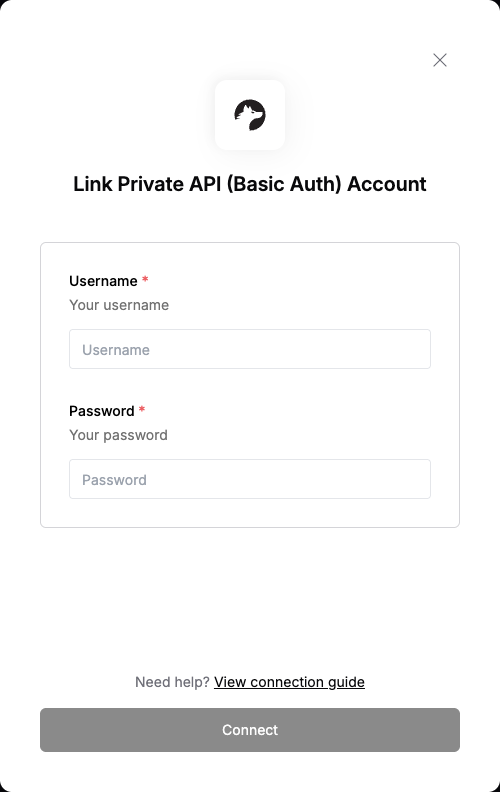 Link Private API (Basic Auth) Account
Username *
Your username
Username
Password *
Your password
Password
Need help? View connection guide
Connect